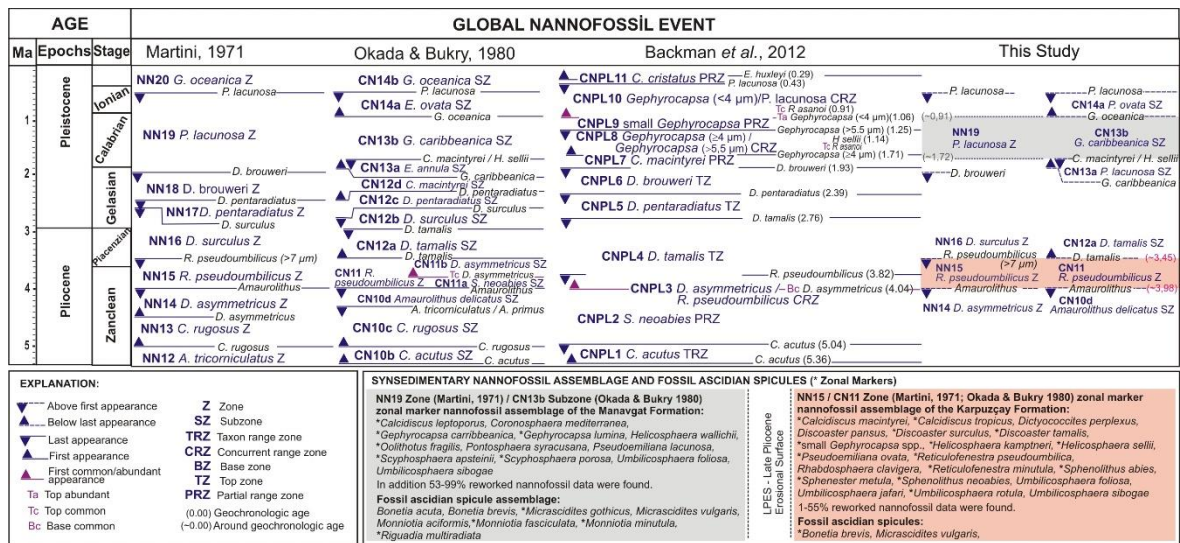 AGE
GLOBAL NANNOFOSSİL EVENT
Ma Epochs Stage
Martini, 1971
Okada & Bukry, 1980
Backman et al., 2012
This Study
1
2
3
4
5
Pleistocene
Pliocene
Ionian
Calabrian
Gelasian
Piacenzian
Zanclean
NN20 G. oceanica Z
P. lacunosa
NN19 P. lacunosa Z
D. brouweri
NN18 D. brouweri Z
D. pentaradiatus
NN17 D. pentaradiatus Z
D. surculus
NN16 D. surculus Z
R. pseudoumbilicus (>7 µm)
NN15 R. pseudoumbilicus Z
Amaurolithus
NN14 D. asymmetricus Z
D. asymmetricus
NN13 C. rugosus Z
C. rugosus
NN12 A. tricorniculatus Z
CN14b G. oceanica SZ
P. lacunosa
CN14a E. ovata SZ
G. oceanica
CN13b G. caribbeanica SZ
C. macintyrei / H. sellii
CN13a E. annula SZ
G. caribbeanica
CN12d C. macintyrei SZ
D. pentaradiatus
CN12c D. pentaradiatus SZ
D. surculus
CN12b D. surculus SZ
D. tamalis
CN12a D. tamalis SZ
D. tamalis
CN11b D. asymmetricus SZ
CN11 R. pseudoumbilicus Z
Tc D. asymmetricus
CN11a S. neoabies SZ
Amaurolithus
CN10d Amaurolithus delicatus SZ
A. tricorniculatus / A. primus
CN10c C. rugosus SZ
C. rugosus
CN10b C. acutus SZ
C. acutus
CNPL11 C. cristatus PRZ
E. huxleyi (0.29)
P. lacunosa (0.43)
CNPL10 Gephyrocapsa (<4 µm)/P. lacunosa CRZ
Tc R asanoi (0.91)
CNPL9 small Gephyrocapsa PRZ
Ta Gephyrocapsa (<4 µm)(1.06)
CNPL8 Gephyrocapsa (≥4 µm) /
Gephyrocapsa (>5.5 µm) (1.25)
H sellii (1.14)
Gephyrocapsa (>5,5 µm) CRZ
Tc R asanoi
CNPL7 C. macintyrei PRZ
Gephyrocapsa (≥4 µm) (1.71)
D. brouweri (1.93)
CNPL6 D. brouweri TZ
D. pentaradiatus (2.39)
CNPL5 D. pentaradiatus TZ
D. tamalis (2.76)
CNPL4 D. tamalis TZ
R. pseudoumbilicus (3.82)
CNPL3 D. asymmetricus / Bc D. asymmetricus (4.04)
R. pseudoumbilicus CRZ
CNPL2 S. neoabies PRZ
C. acutus (5.04)
CNPL1 C. acutus TRZ
C. acutus (5.36)
P. lacunosa
(~0,91)
NN19
P. lacunosa Z
(~1.72)
D. brouweri
NN16 D. surculus Z
R. pseudoumbilicus
(>7 µm)
NN15
R. pseudoumbilicus Z
Amaurolithus
NN14 D. asymmetricus Z
P. lacunosa
CN14a P. ovata SZ
G. oceanica
CN13b
G. caribbeanica SZ
C. macintyrei / H. sellii
CN13a P. lacunosa SZ
G. caribbeanica
CN12a D. tamalis SZ
D. tamalis
(~3,45)
CN11
R. pseudoumbilicus Z
Amaurolithus
(~3,98)
CN10d
Amaurolithus delicatus SZ
EXPLANATION:
Above first appearance
Below last appearance
Last appearance
First appearance
First common/abundant
appearance
Ta Top abundant
Tc Top common
Bc Base common
Z Zone
SZ Subzone
TRZ Taxon range zone
CRZ Concurrent range zone
BZ Base zone
TZ Top zone
PRZ Partial range zone
(0.00) Geochronologic age
(~0.00) Around geochronologic age
SYNSEDIMENTARY NANNOFOSSIL ASSEMBLAGE AND FOSSIL ASCIDIAN SPICULES (* Zonal Markers)
NN19 Zone (Martini, 1971) / CN13b Subzone (Okada & Bukry 1980)
zonal marker nannofossil assemblage of the Manavgat Formation:
*Calcidiscus leptoporus, Coronosphaera mediterranea,
*Gephyrocapsa carribbeanica, *Gephyrocapsa lumina, Helicosphaera wallichii,
*Oolithotus fragilis, Pontosphaera syracusana, Pseudoemiliana lacunosa,
*Scyphosphaera apsteinii, *Scyphosphaera porosa, Umbilicosphaera foliosa,
Umbilicosphaera sibogae
In addition 53-99% reworked nannofosil data were found.
Fossil ascidian spicule assemblage:
Bonetia acuta, Bonetia brevis, *Micrascidites gothicus, Micrascidites vulgaris,
Monniotia aciformis,*Monniotia fasciculata, *Monniotia minutula,
*Riguadia multiradiata
LPES - Late Pliocene
Erosional Surface
NN15 / CN11 Zone (Martini, 1971; Okada & Bukry 1980) zonal marker
nannofossil assemblage of the Karpuzçay Formation:
*Calcidiscus macintyrei, *Calcidiscus tropicus, Dictyococcites perplexus,
Discoaster pansus, *Discoaster surculus, *Discoaster tamalis,
*small Gephyrocapsa spp., *Helicosphaera kamptneri, *Helicosphaera sellii,
*Pseudoemiliana ovata, *Reticulofenestra pseudoumbilica,
Rhabdosphaera clavigera, *Reticulofenestra minutula, *Sphenolithus abies,
*Sphenester metula, *Sphenolithus neoabies, Umbilicosphaera foliosa,
Umbilicosphaera jafari, *Umbilicosphaera rotula, Umbilicosphaera sibogae
1-55% reworked nannofosil data were found.
Fossil ascidian spicules:
*Bonetia brevis, Micrascidites vulgaris,